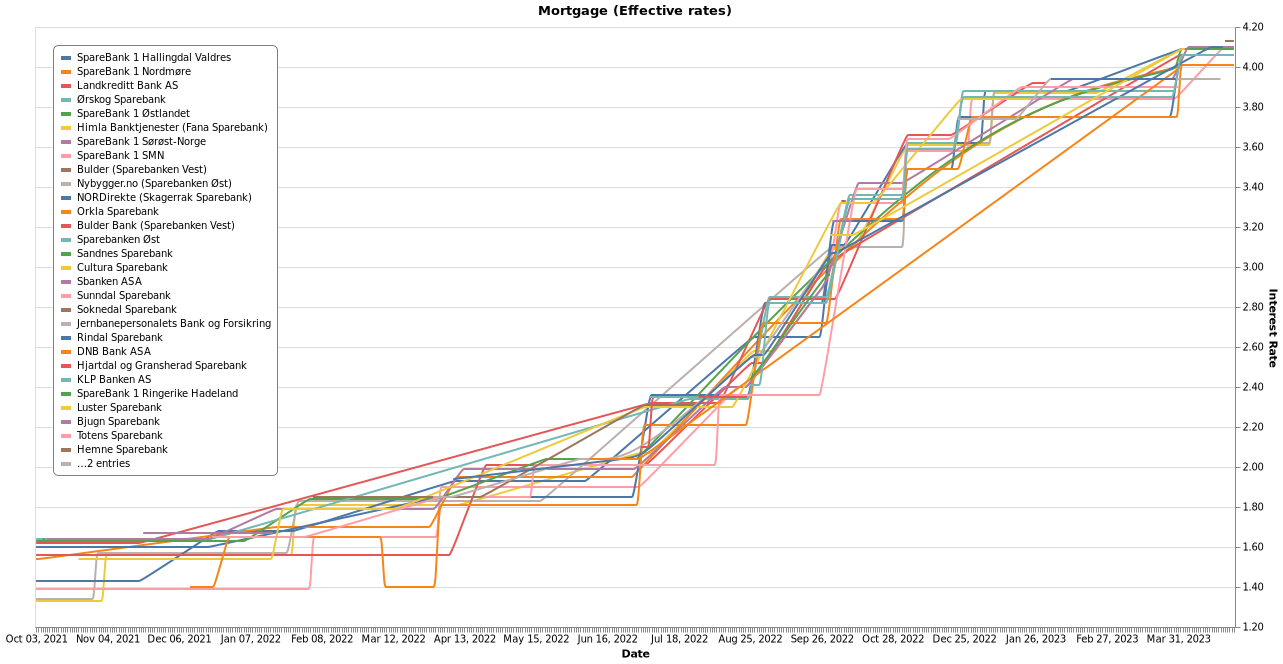 Mortgage (Effective rates)
SpareBank 1 Hallingdal Valdres
SpareBank 1 Nordmøre
Landkreditt Bank AS
Ørskog Sparebank
SpareBank 1 Østlandet
Himla Banktjenester (Fana Sparebank)
SpareBank 1 Sørøst-Norge
SpareBank 1 SMN
Bulder (Sparebanken Vest)
Nybygger.no (Sparebanken Øst)
NORDirekte (Skagerrak Sparebank)
Orkla Sparebank
Bulder Bank (Sparebanken Vest)
Sparebanken Øst
Sandnes Sparebank
Cultura Sparebank
Sbanken ASA
Sunndal Sparebank
Soknedal Sparebank
Jernbanepersonalets Bank og Forsikring
Rindal Sparebank
DNB Bank ASA
Hjartdal og Gransherad Sparebank
KLP Banken AS
SpareBank 1 Ringerike Hadeland
Luster Sparebank
Bjugn Sparebank
Totens Sparebank
Hemne Sparebank
...2 entries
4.20
4.00
3.80
3.60
3.40
3.20
3.00
2.80
2.60
2.40
2.20
2.00
1.80
1.60
1.40
1.20
Interest Rate
Oct 03, 2021 Nov 04, 2021 Dec 06, 2021 Jan 07, 2022 Feb 08, 2022 Mar 12, 2022 Apr 13, 2022 May 15, 2022 Jun 16, 2022 Jul 18, 2022 Aug 25, 2022 Sep 26, 2022 Oct 28, 2022 Dec 25, 2022 Jan 26, 2023 Feb 27, 2023 Mar 31, 2023
Date